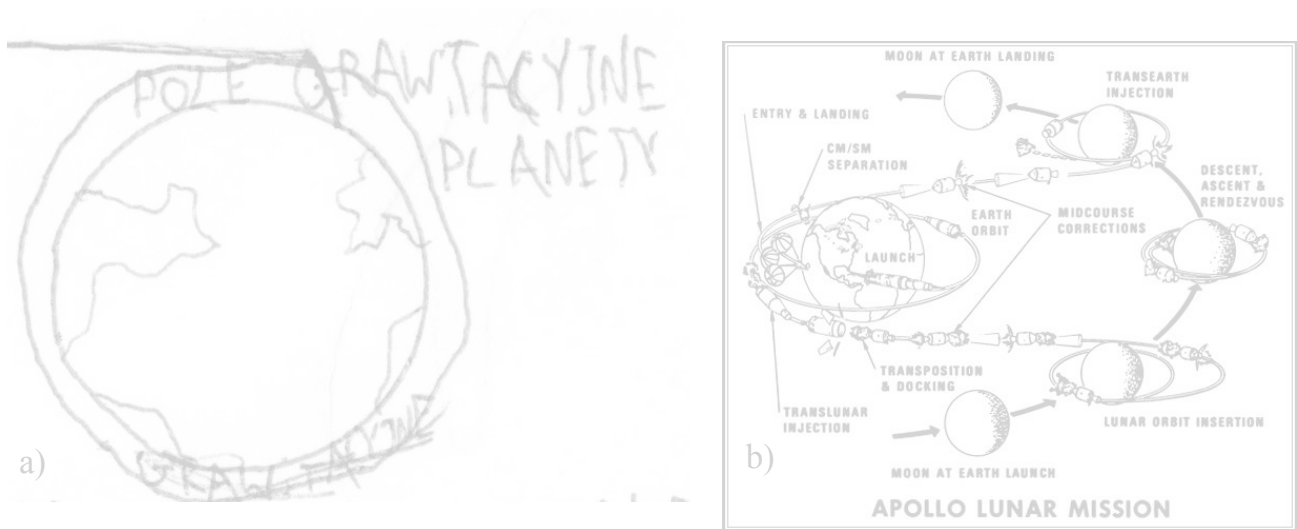 POLE GRAWITACYJNE
PLANETY
GRAWITACYJNE
a)
MOON AT EARTH LANDING
TRANSEARTH
INJECTION
ENTRY & LANDING
CM/SM
SEPARATION
DESCENT,
ASCENT &
RENDEZVOUS
EARTH
ORBIT
MIDCOURSE
CORRECTIONS
LAUNCH
TRANSPOSITION
& DOCKING
TRANSLUNAR
INJECTION
LUNAR ORBIT INSERTION
b)
MOON AT EARTH LAUNCH
APOLLO LUNAR MISSION